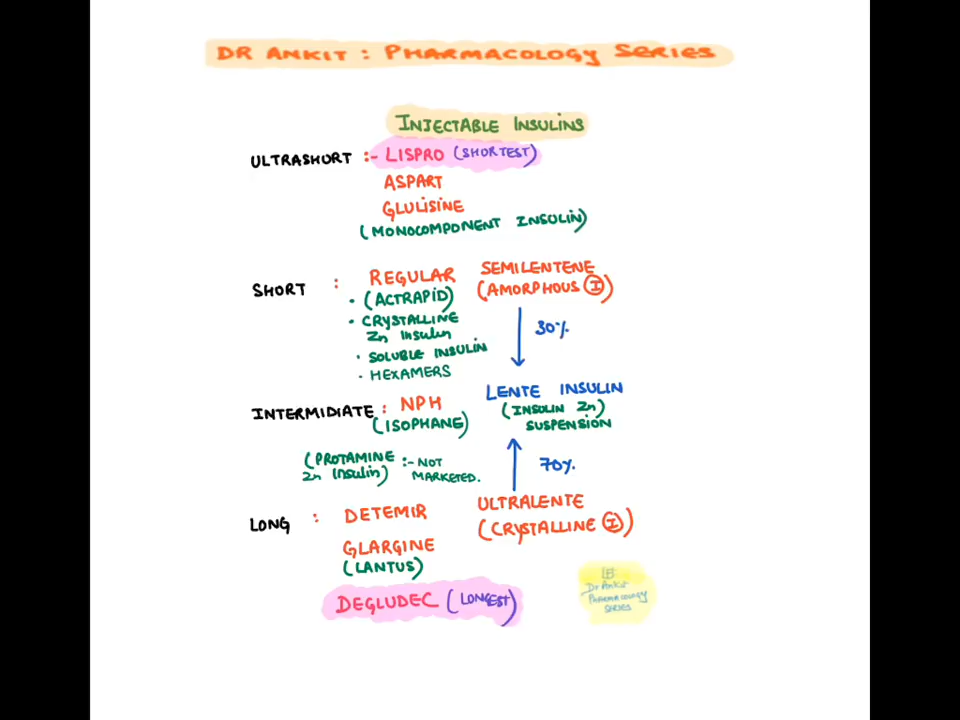 DR ANKIT : PHARMACOLOGY SERIES
INJECTABLE INSULINS
ULTRASHORT :- LISPRO (SHORTEST)
ASPART
GLULISINE
(MONOCOMPONENT INSULIN)
SHORT : REGULAR
• (ACTRAPID)
• CRYSTALLINE
Zn Insulin
• SOLUBLE INSULIN
• HEXAMERS
SEMILENTENE
(AMORPHOUS I)
30%
LENTE INSULIN
(INSULIN Zn)
SUSPENSION
INTERMIDIATE : NPH
(ISOPHANE)
(PROTAMINE
Zn Insulin) :- NOT
MARKETED.
70%
ULTRALENTE
(CRYSTALLINE I)
LONG : DETEMIR
GLARGINE
(LANTUS)
DEGLUDEC (LONGEST)
Dr Ankit
PHARMACOLOGY
SERIES